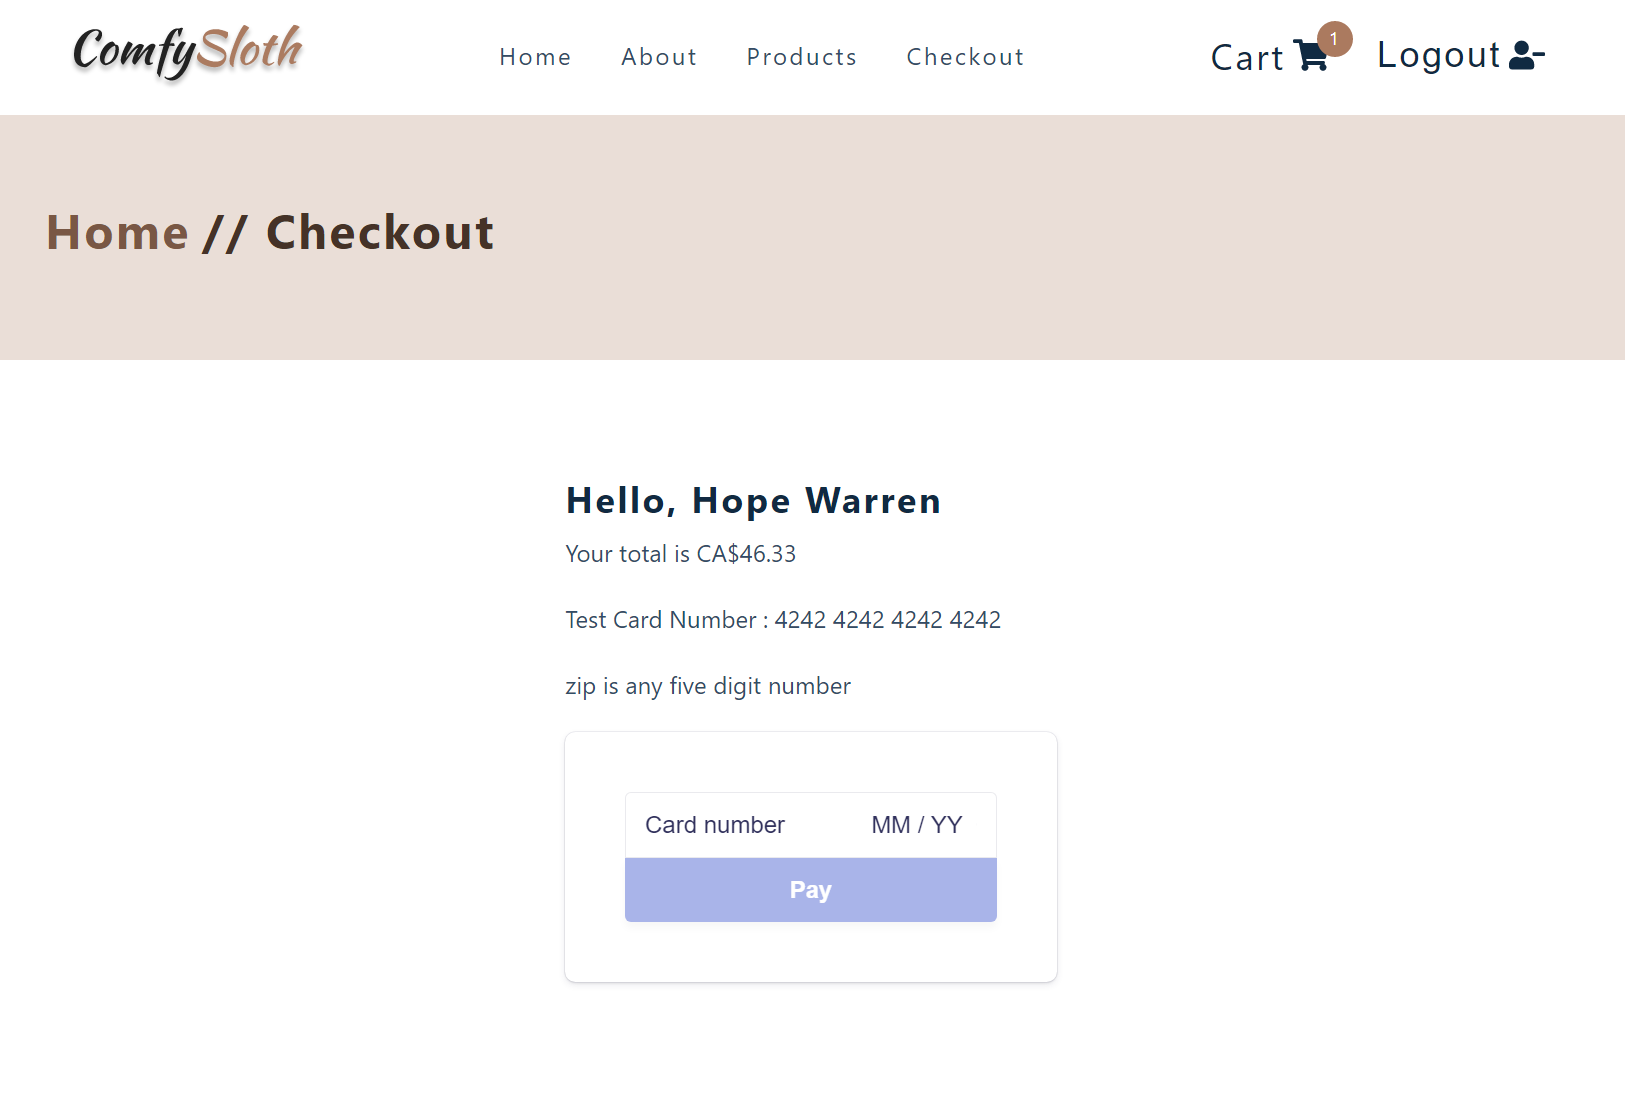 ComfySloth
Home About Products Checkout
Cart 1 Logout
Home // Checkout
Hello, Hope Warren
Your total is CA$46.33
Test Card Number : 4242 4242 4242 4242
zip is any five digit number
Card number MM / YY
Pay